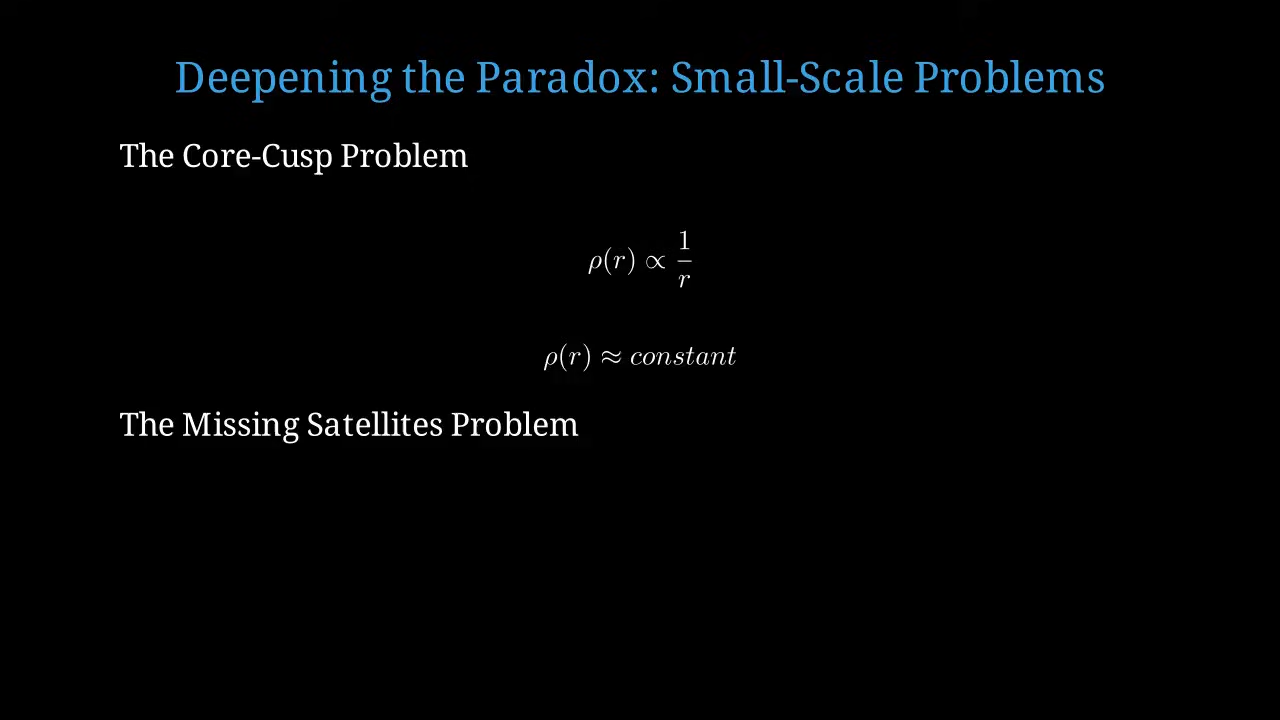 Deepening the Paradox: Small-Scale Problems
The Core-Cusp Problem
ρ(r) ∝ 1/r
ρ(r) ≈ constant
The Missing Satellites Problem